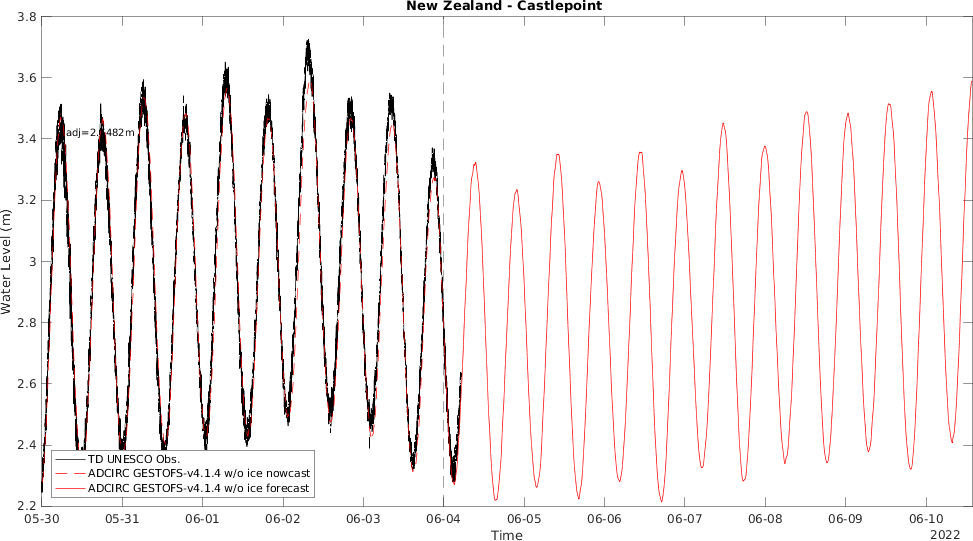 New Zealand - Castlepoint
3.8
3.6
3.4
3.2
3
2.8
2.6
2.4
2.2
Water Level (m)
TD UNESCO Obs.
ADCIRC GESTOFS-v4.1.4 w/o ice nowcast
ADCIRC GESTOFS-v4.1.4 w/o ice forecast
05-30 05-31 06-01 06-02 06-03 06-04 06-05 06-06 06-07 06-08 06-09 06-10
Time
2022